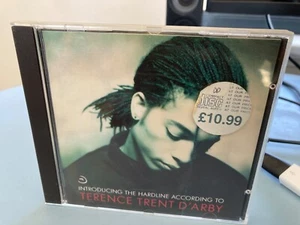 £10.99
INTRODUCING THE HARDLINE ACCORDING TO
TERENCE TRENT D'ARBY